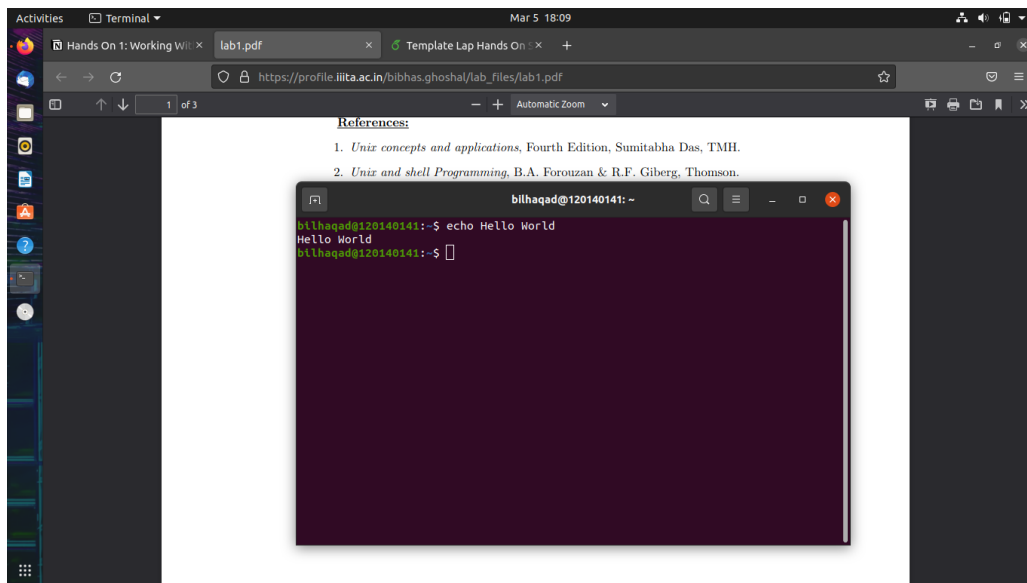 Activities Terminal Mar 5 18:09
Hands On 1: Working Wit
lab1.pdf
Template Lap Hands On S
https://profile.iiita.ac.in/bibhas.ghoshal/lab_files/lab1.pdf
1 of 3 Automatic Zoom
References:
1. Unix concepts and applications, Fourth Edition, Sumitabha Das, TMH.
2. Unix and shell Programming, B.A. Forouzan & R.F. Giberg, Thomson.
bilhaqad@120140141: ~
bilhaqad@120140141:~$ echo Hello World
Hello World
bilhaqad@120140141:~$